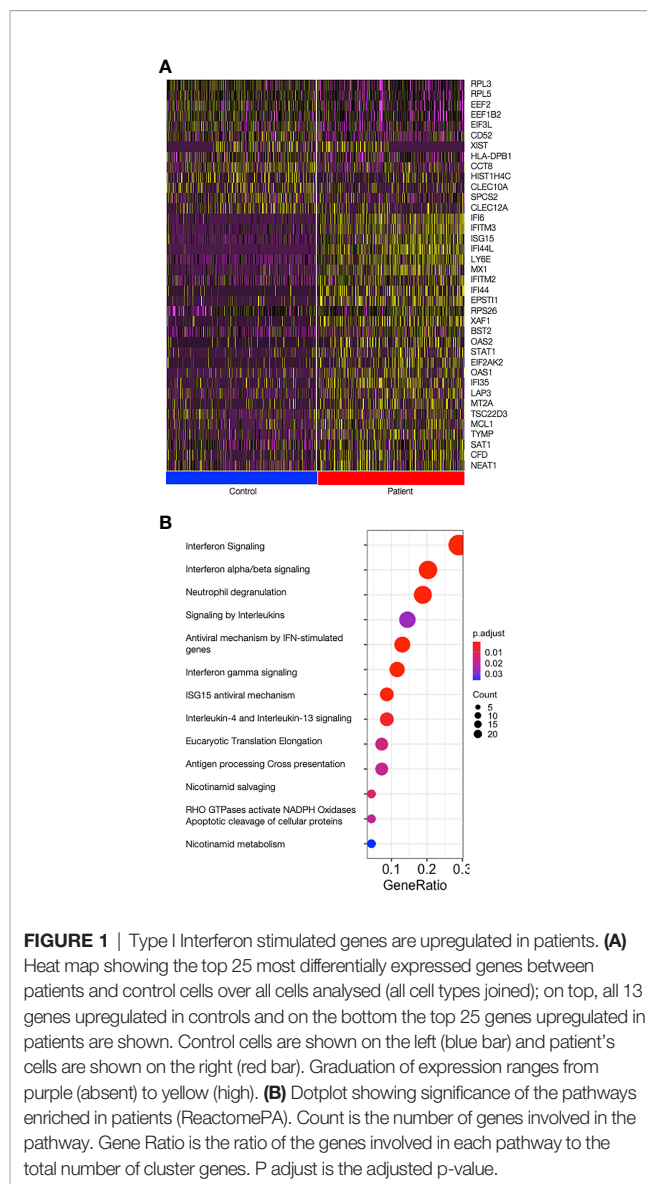 A
RPL3
RPL5
EEF2
EEF1B2
EIF3L
CD52
XIST
HLA-DPB1
CCT8
HIST1H4C
CLEC10A
SPCS2
CLEC12A
IFI6
IFITM3
ISG15
IFI44L
LY6E
MX1
IFITM2
IFI44
EPSTI1
RPS26
XAF1
BST2
OAS2
STAT1
EIF2AK2
OAS1
IFI35
LAP3
MT2A
TSC22D3
MCL1
TYMP
SAT1
CFD
NEAT1
Control Patient
B
Interferon Signaling
Interferon alpha/beta signaling
Neutrophil degranulation
Signaling by Interleukins
Antiviral mechanism by IFN-stimulated
genes
Interferon gamma signaling
ISG15 antiviral mechanism
Interleukin-4 and Interleukin-13 signaling
Eucaryotic Translation Elongation
Antigen processing Cross presentation
Nicotinamid salvaging
RHO GTPases activate NADPH Oxidases
Apoptotic cleavage of cellular proteins
Nicotinamid metabolism
0.1 0.2 0.3
GeneRatio
p.adjust
0.01
0.02
0.03
Count
5
10
15
20
FIGURE 1 | Type I Interferon stimulated genes are upregulated in patients. (A)
Heat map showing the top 25 most differentially expressed genes between
patients and control cells over all cells analysed (all cell types joined); on top, all 13
genes upregulated in controls and on the bottom the top 25 genes upregulated in
patients are shown. Control cells are shown on the left (blue bar) and patient's
cells are shown on the right (red bar). Graduation of expression ranges from
purple (absent) to yellow (high). (B) Dotplot showing significance of the pathways
enriched in patients (ReactomePA). Count is the number of genes involved in the
pathway. Gene Ratio is the ratio of the genes involved in each pathway to the
total number of cluster genes. P adjust is the adjusted p-value.